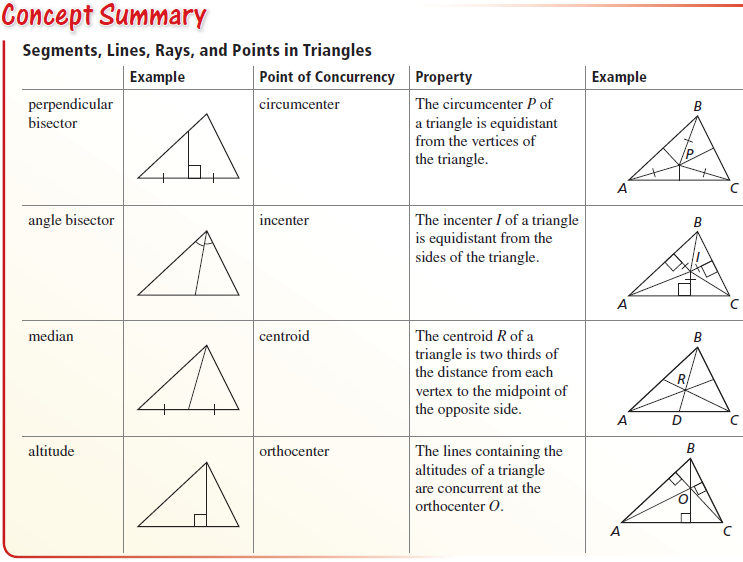 Concept Summary
Segments, Lines, Rays, and Points in Triangles
Example
Point of Concurrency
Property
Example
perpendicular
bisector
circumcenter
The circumcenter P of
a triangle is equidistant
from the vertices of
the triangle.
B
P
A
C
angle bisector
incenter
The incenter I of a triangle
is equidistant from the
sides of the triangle.
B
I
A
C
median
centroid
The centroid R of a
triangle is two thirds of
the distance from each
vertex to the midpoint of
the opposite side.
B
R
A
D
C
altitude
orthocenter
The lines containing the
altitudes of a triangle
are concurrent at the
orthocenter O.
B
O
A
C